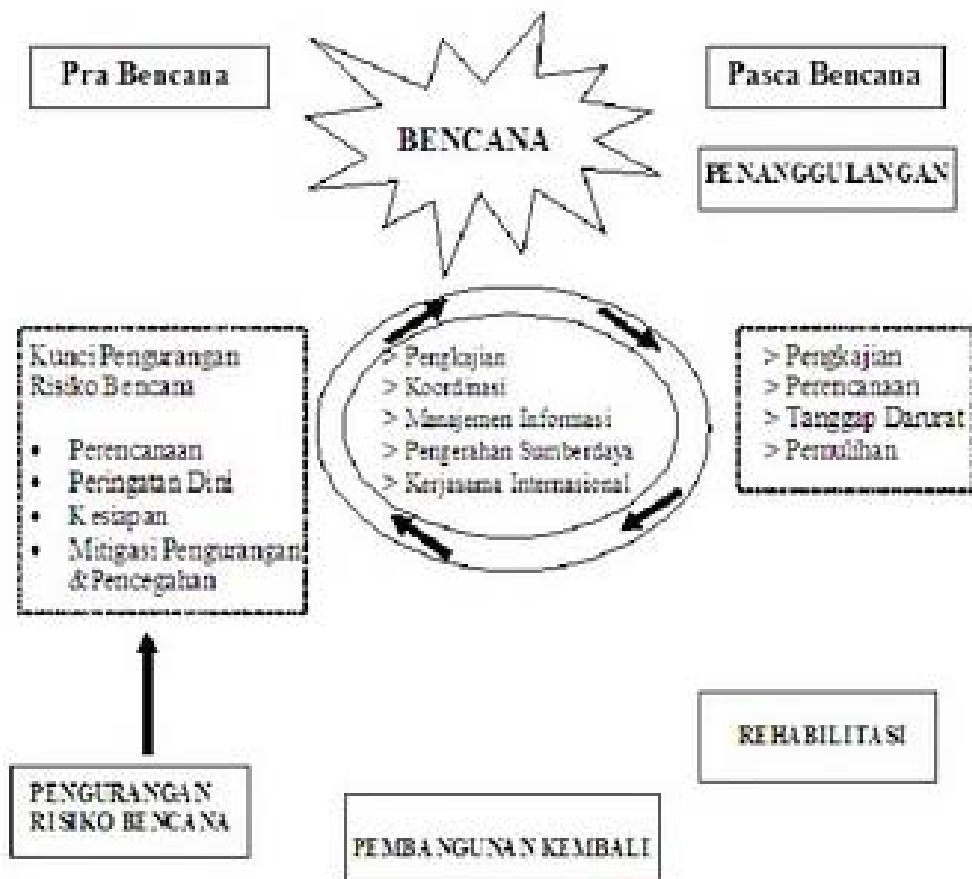 Pra Bencana
BENCANA
Pasca Bencana
PENANGGULANGAN
Kunci Pengurangan
Risiko Bencana
• Perencanaan
• Peringatan Dini
• Kesiapan
• Mitigasi Pengurangan
& Pencegahan
> Pengkajian
> Koordinasi
> Manajemen Informasi
> Pengerahan Sumberdaya
> Kerjasama Internasional
> Pengkajian
> Perencanaan
> Tanggap Darurat
> Pemulihan
REHABILITASI
PENGURANGAN
RISIKO BENCANA
PEMBANGUNAN KEMBALI